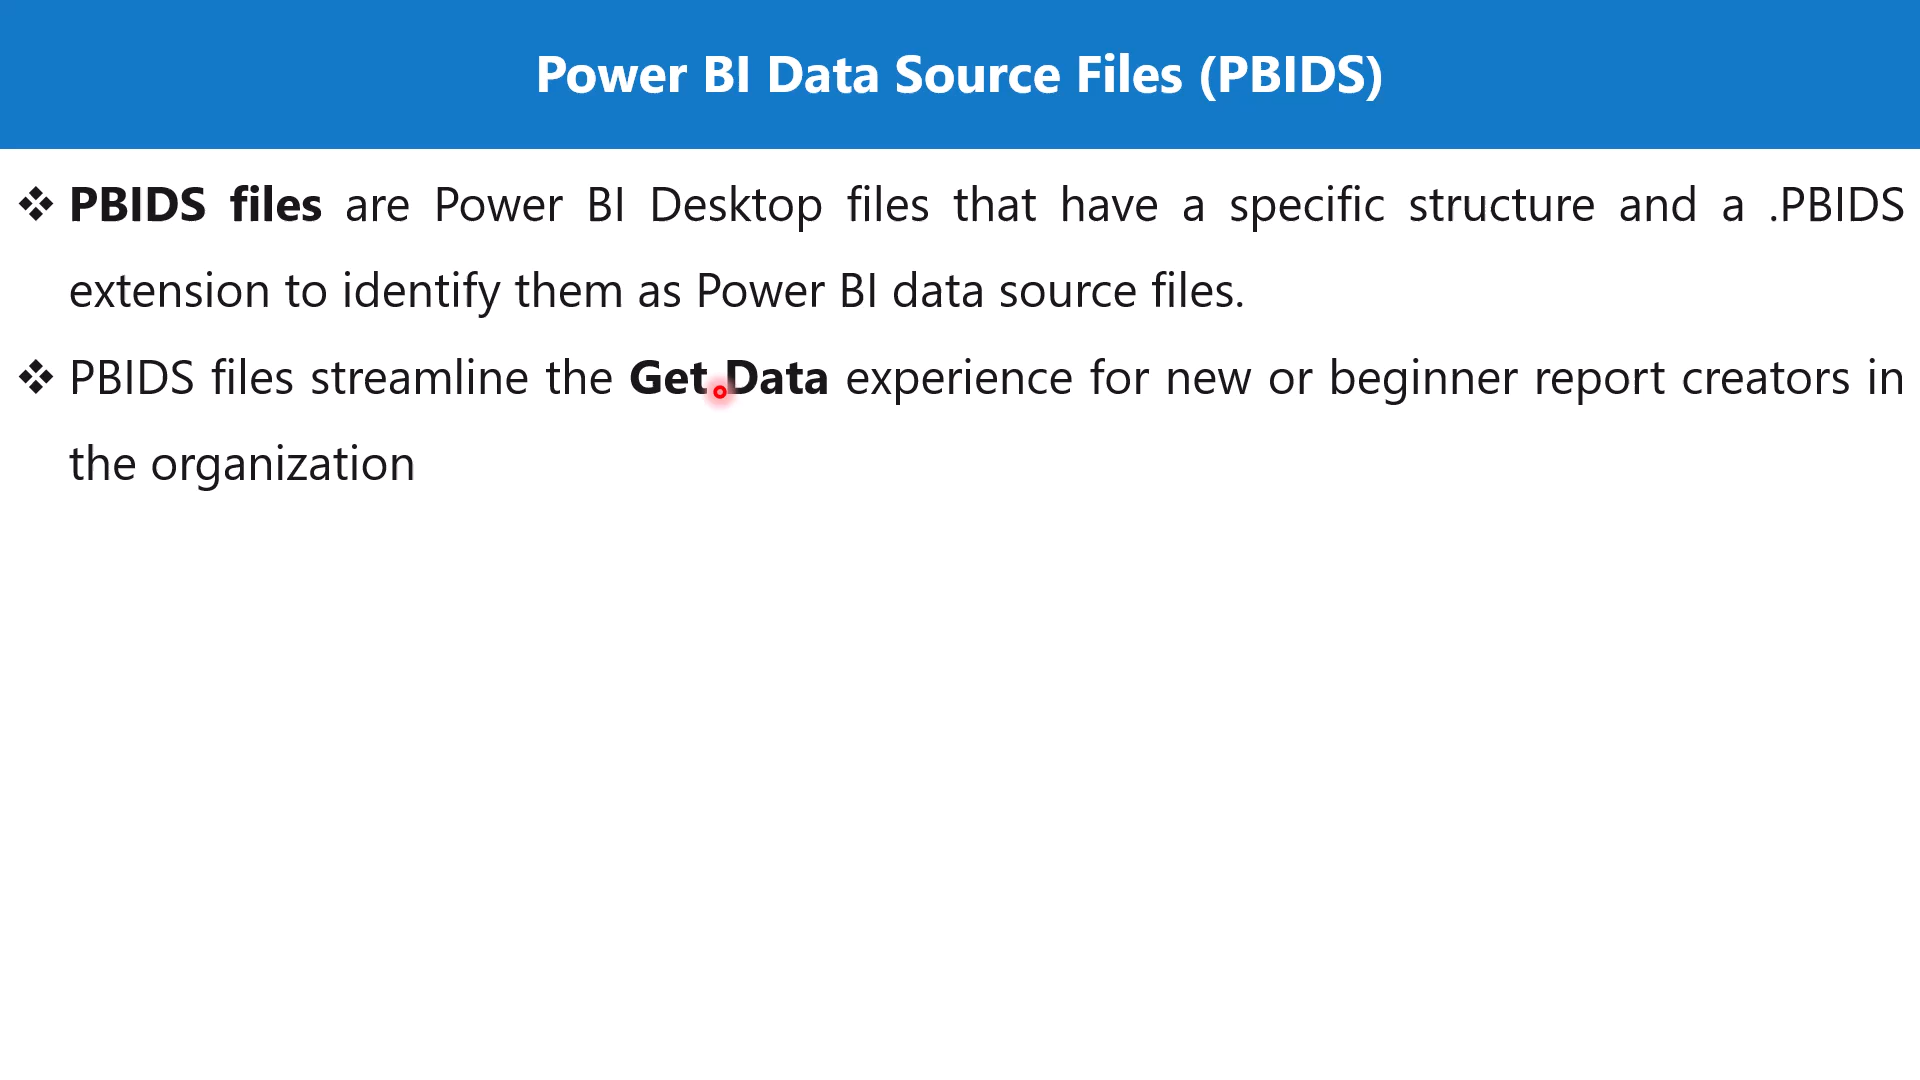 Power BI Data Source Files (PBIDS)
❖ PBIDS files are Power BI Desktop files that have a specific structure and a .PBIDS
extension to identify them as Power BI data source files.
❖ PBIDS files streamline the Get Data experience for new or beginner report creators in
the organization